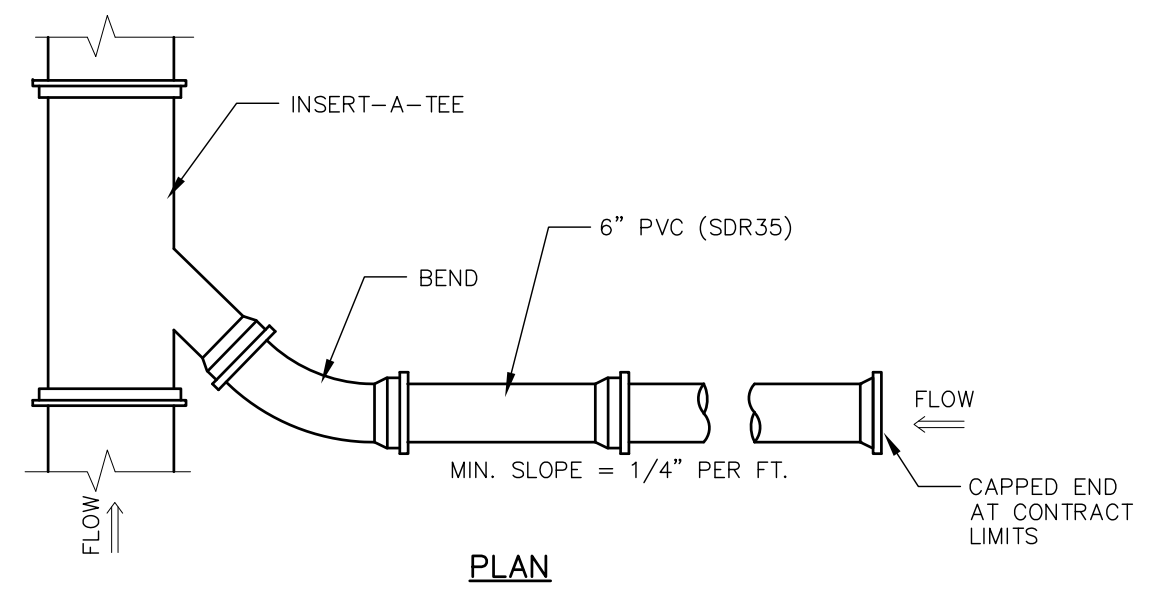 INSERT-A-TEE
6" PVC (SDR35)
BEND
FLOW
MIN. SLOPE = 1/4" PER FT.
CAPPED END
AT CONTRACT
LIMITS
FLOW
PLAN